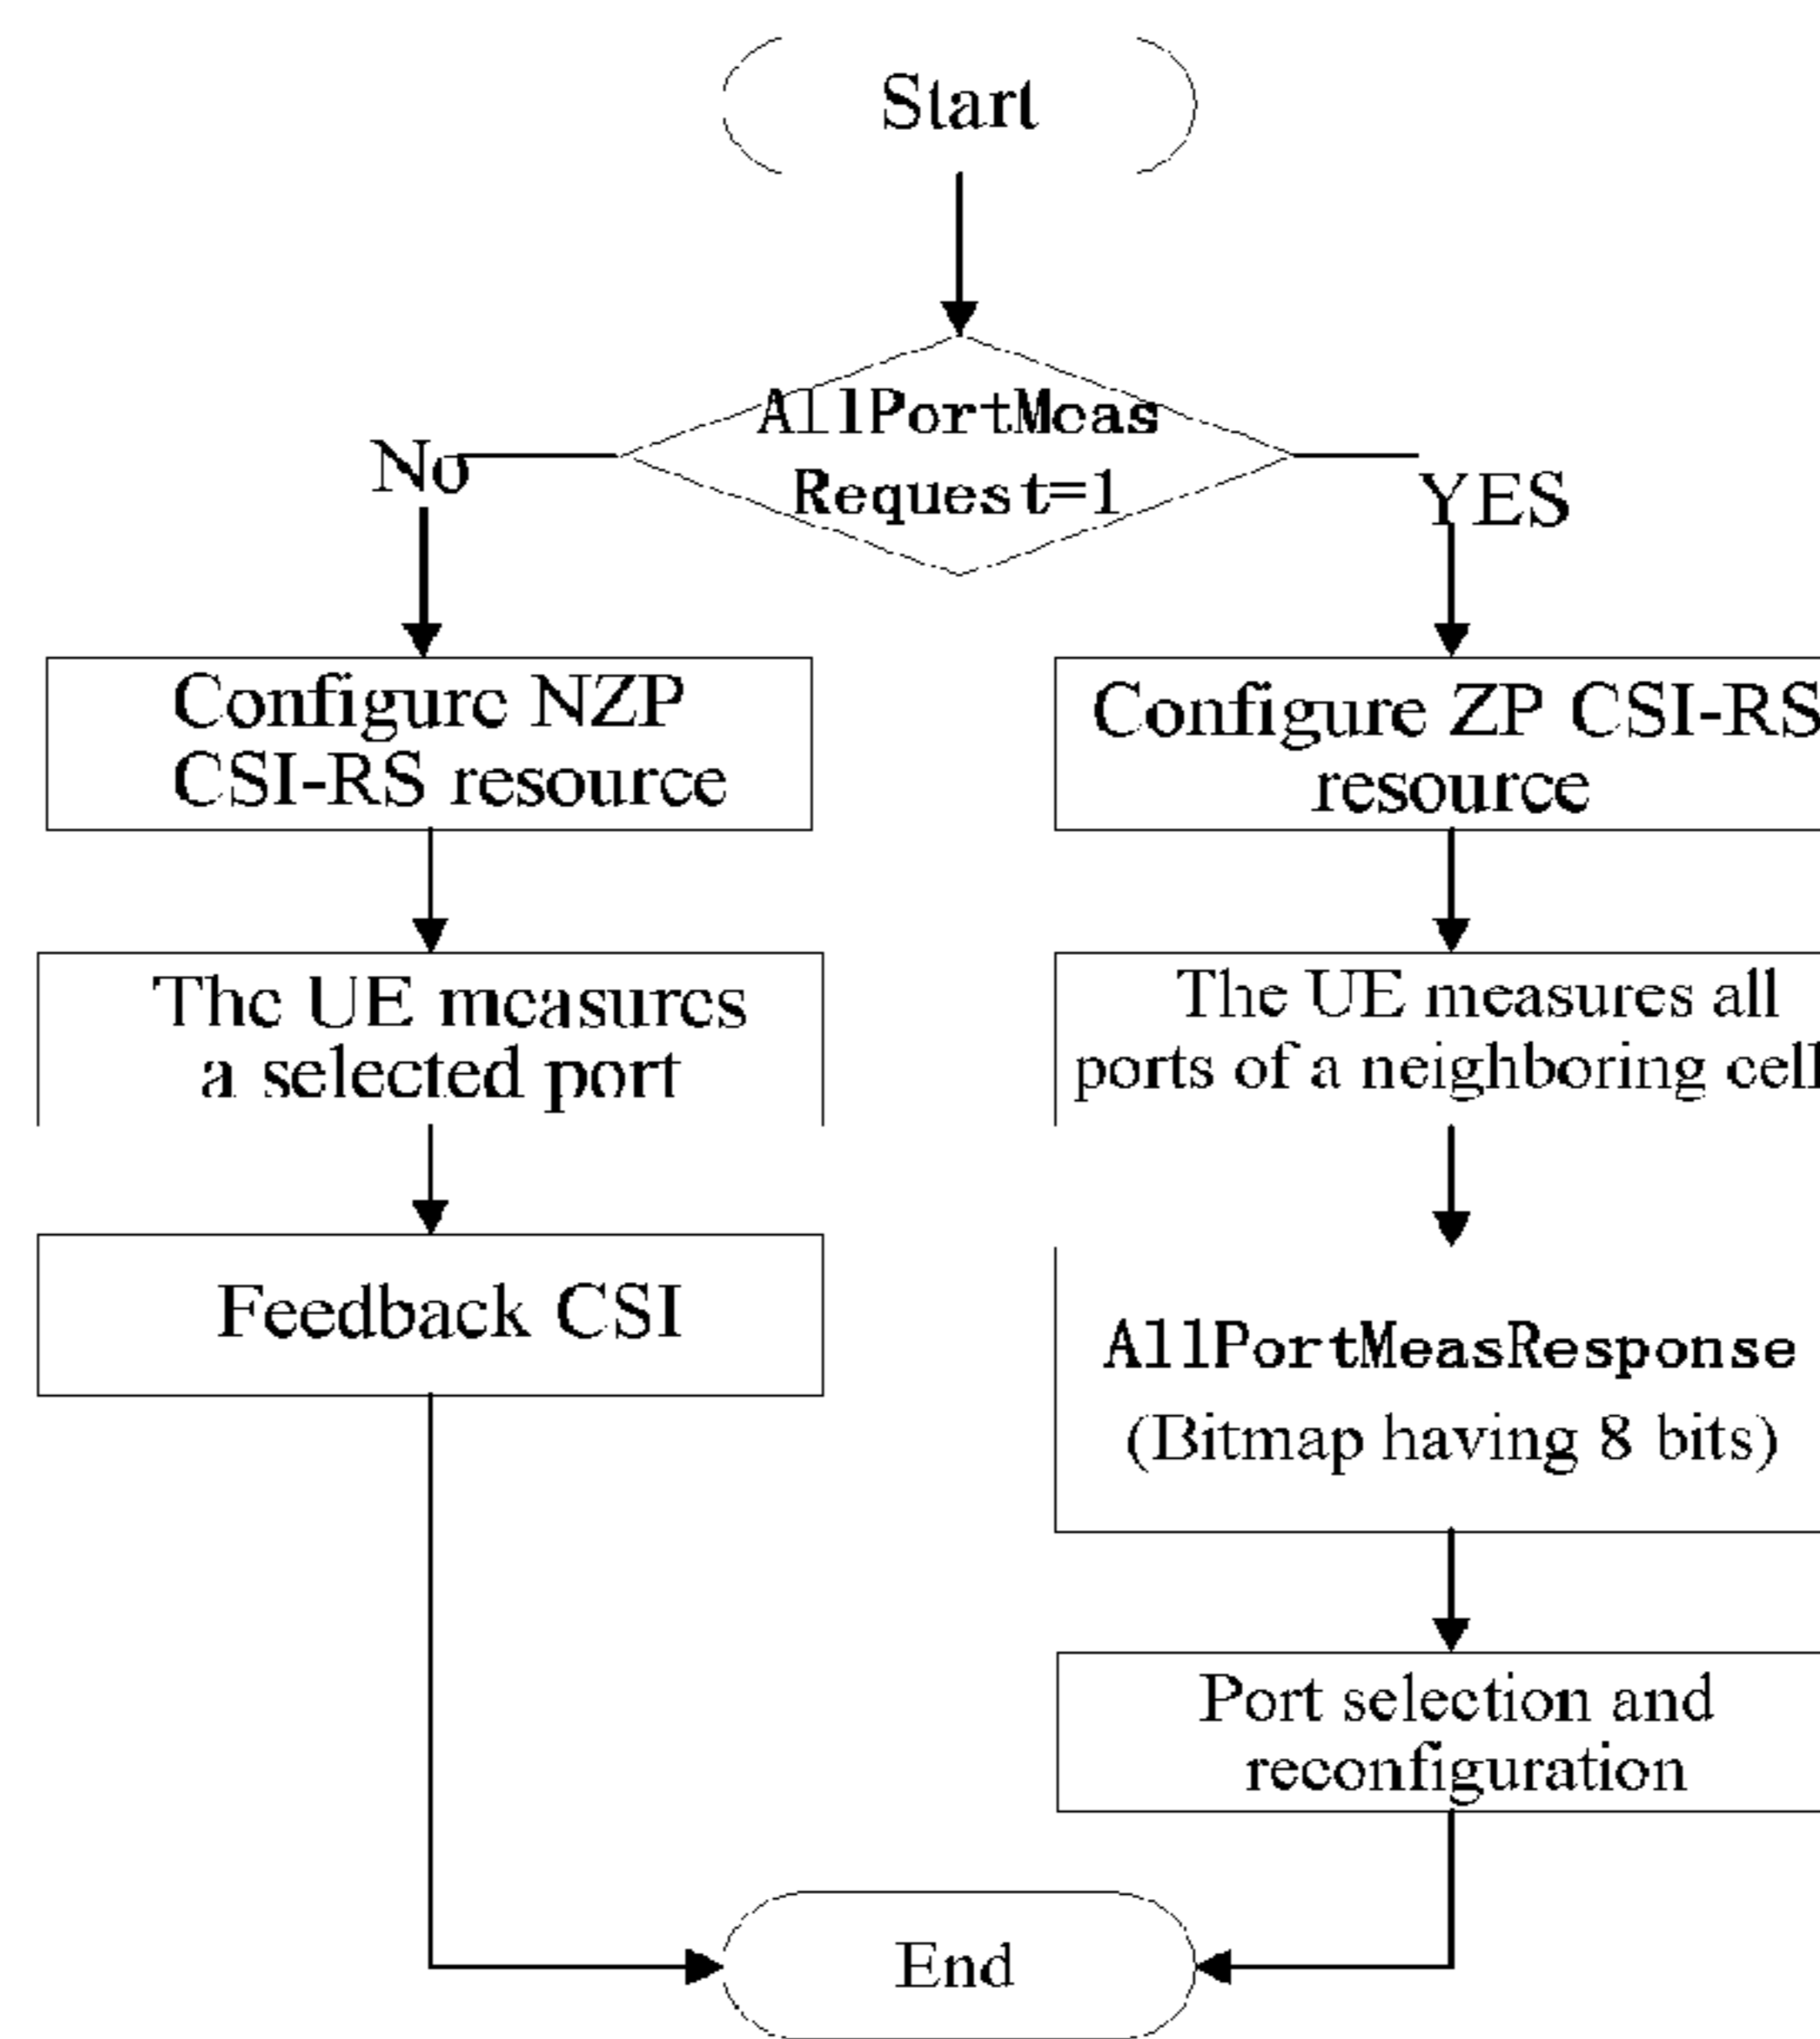 Start
AllPortMeas
Request=1
No
YES
Configure NZP
CSI-RS resource
Configure ZP CSI-RS
resource
The UE measures
a selected port
The UE measures all
ports of a neighboring cell
Feedback CSI
AllPortMeasResponse
(Bitmap having 8 bits)
Port selection and
reconfiguration
End